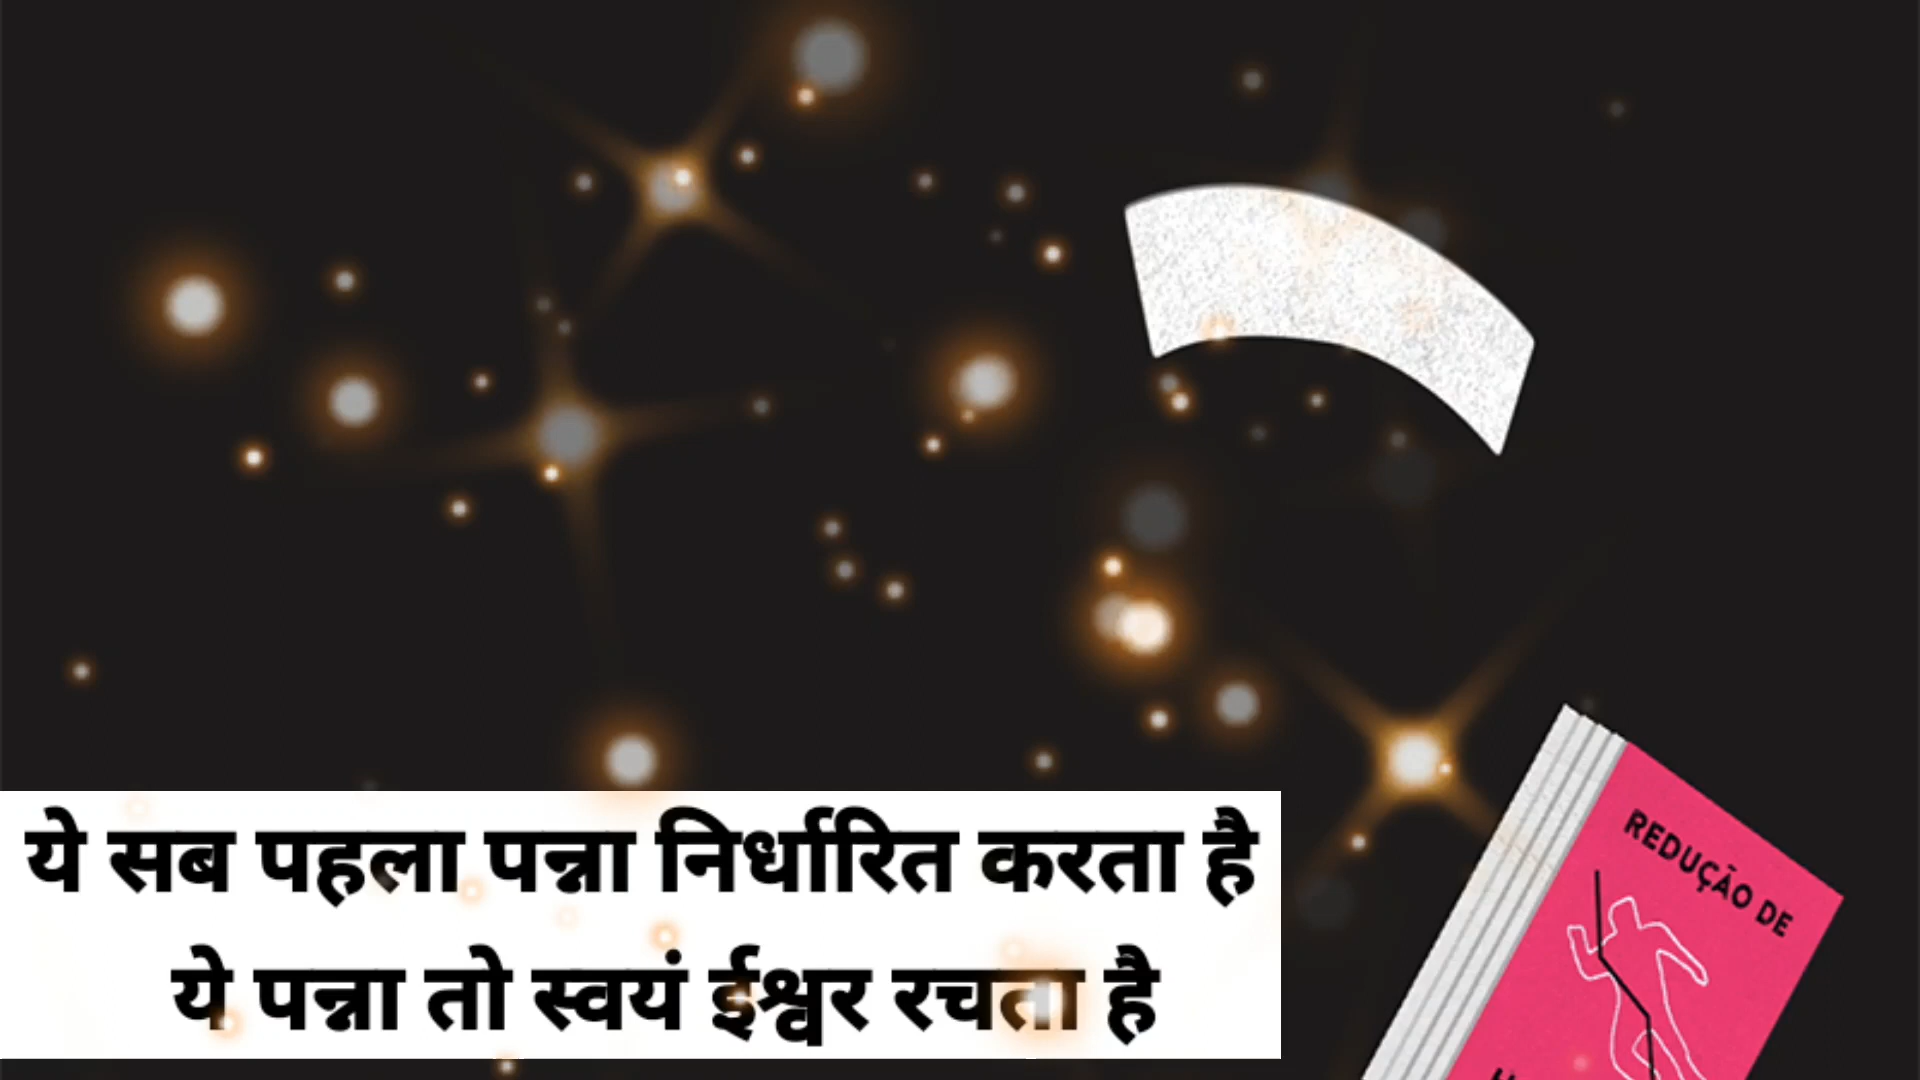 ये सब पहला पन्ना निर्धारित करता है
ये पन्ना तो स्वयं ईश्वर रचता है
REDUÇÃO DE